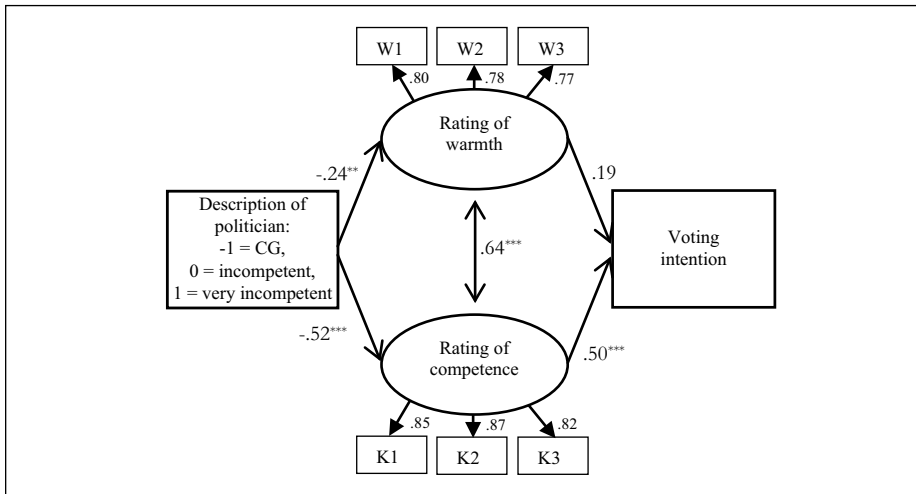 W1 W2 W3
.80 .78 .77
Rating of
warmth
-.24**
.19
Description of
politician:
-1 = CG,
0 = incompetent,
1 = very incompetent
.64***
Voting
intention
-.52***
.50***
Rating of
competence
.85 .87 .82
K1 K2 K3